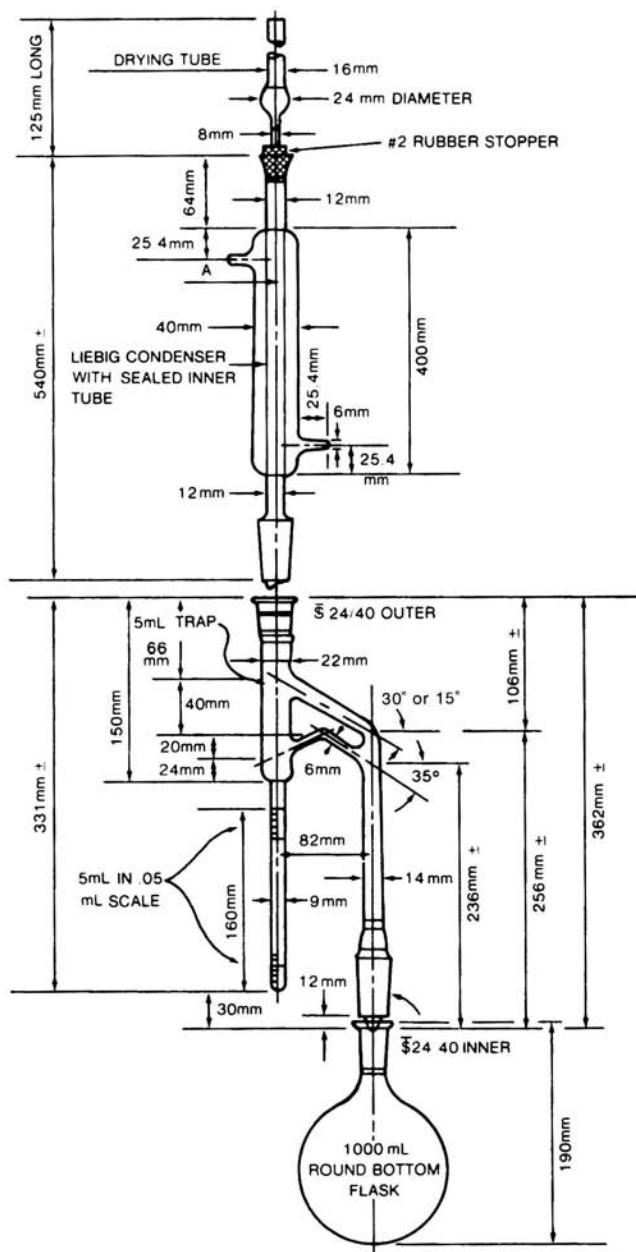 125mm LONG
DRYING TUBE
16mm
24 mm DIAMETER
8mm
#2 RUBBER STOPPER
64mm
12mm
25 4mm
A
540mm ±
40mm
400mm
LIEBIG CONDENSER
WITH SEALED INNER
TUBE
25.4mm
6mm
25.4
mm
12mm
5mL TRAP
24/40 OUTER
66
mm
22mm
106mm ±
30° or 15°
40mm
150mm
20mm
24mm
6mm
35°
331mm ±
362mm ±
82mm
5mL IN .05
mL SCALE
160mm
9mm
14mm
236mm ±
256mm ±
12mm
30mm
24 40 INNER
1000 mL
ROUND BOTTOM
FLASK
190mm